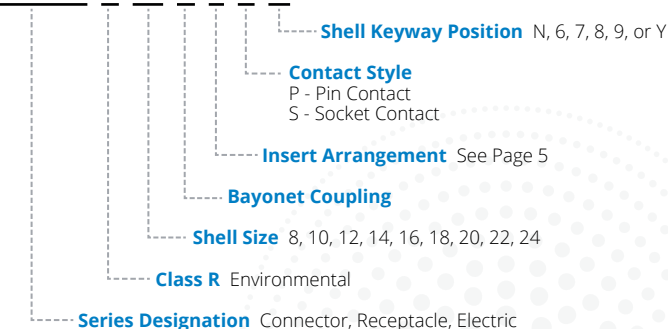 Shell Keyway Position N, 6, 7, 8, 9, or Y
Contact Style
P - Pin Contact
S - Socket Contact
Insert Arrangement See Page 5
Bayonet Coupling
Shell Size 8, 10, 12, 14, 16, 18, 20, 22, 24
Class R Environmental
Series Designation Connector, Receptacle, Electric